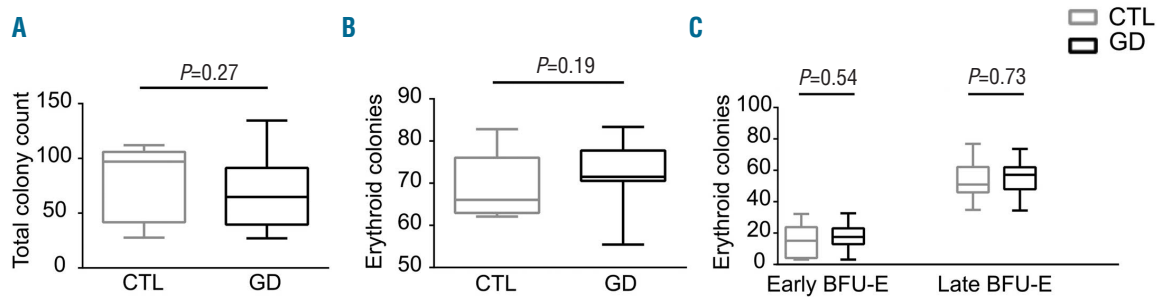 A
Total colony count
150
100
50
0
P=0.27
CTL
GD
B
Erythroid colonies
90
80
70
60
50
P=0.19
CTL
GD
C
CTL
GD
Erythroid colonies
100
80
60
40
20
0
P=0.54
P=0.73
Early BFU-E
Late BFU-E